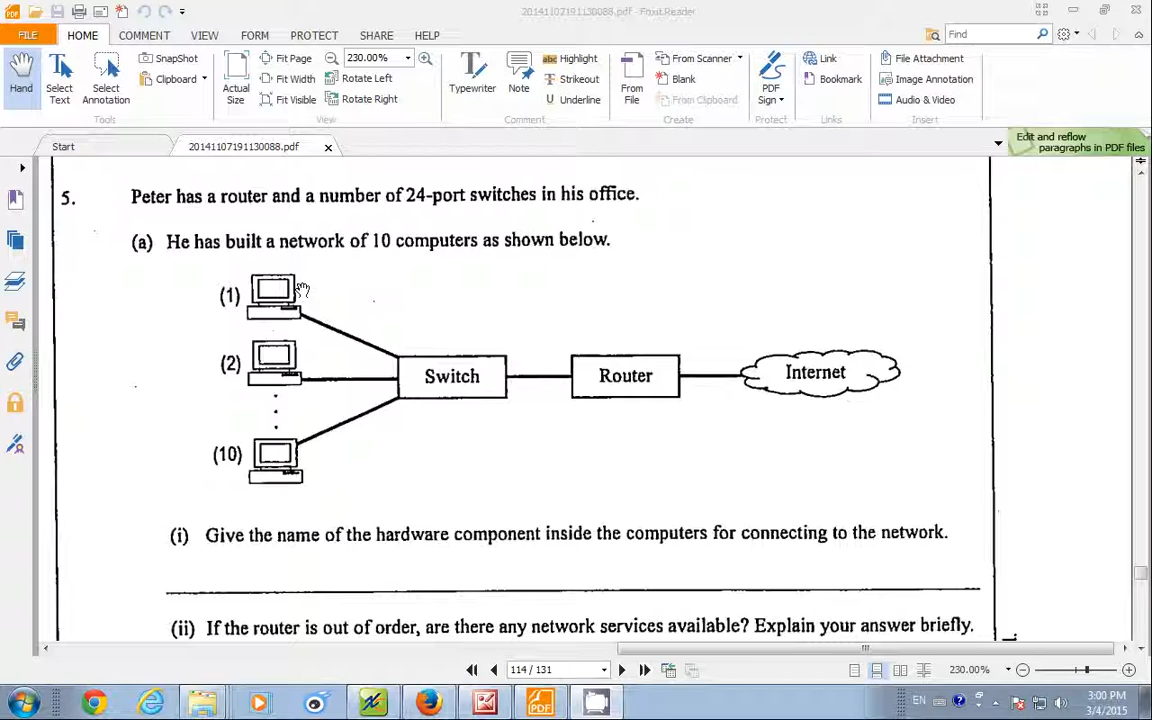 20141107191130088.pdf - Foxit Reader
FILE HOME COMMENT VIEW FORM PROTECT SHARE HELP Find
Hand
Select Text
Select Annotation
SnapShot
Clipboard
Tools
Actual Size
Fit Page
Fit Width
Fit Visible
230.00%
Rotate Left
Rotate Right
View
Typewriter
Note
Highlight
Strikeout
Underline
Comment
From File
From Scanner
Blank
From Clipboard
Create
PDF Sign
Protect
Link
Bookmark
Links
File Attachment
Image Annotation
Audio & Video
Insert
Start
20141107191130088.pdf
Edit and reflow
paragraphs in PDF files
5. Peter has a router and a number of 24-port switches in his office.
(a) He has built a network of 10 computers as shown below.
(1)
(2)
(10)
Switch
Router
Internet
(i) Give the name of the hardware component inside the computers for connecting to the network.
(ii) If the router is out of order, are there any network services available? Explain your answer briefly.
114 / 131
230.00%
EN
3:00 PM
3/4/2015